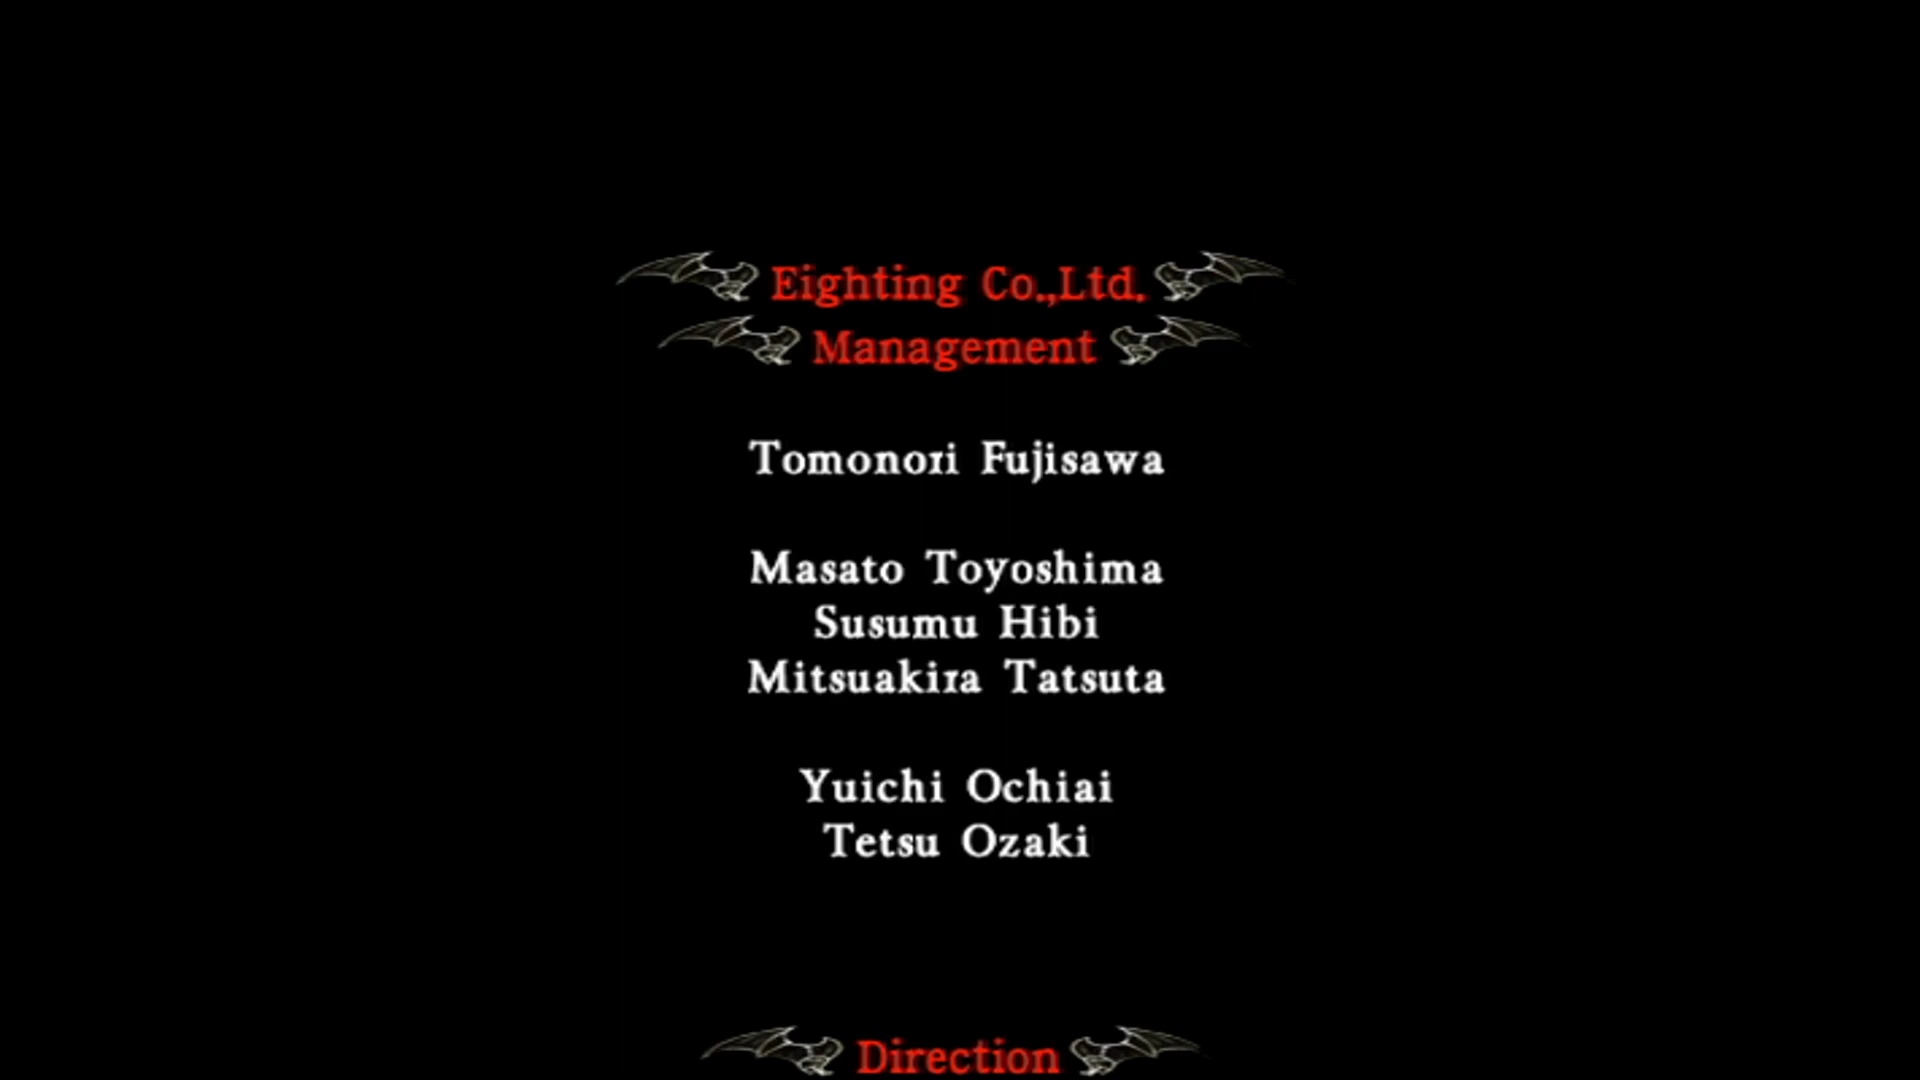 Eighting Co.,Ltd.
Management
Tomonori Fujisawa
Masato Toyoshima
Susumu Hibi
Mitsuakira Tatsuta
Yuichi Ochiai
Tetsu Ozaki
Direction